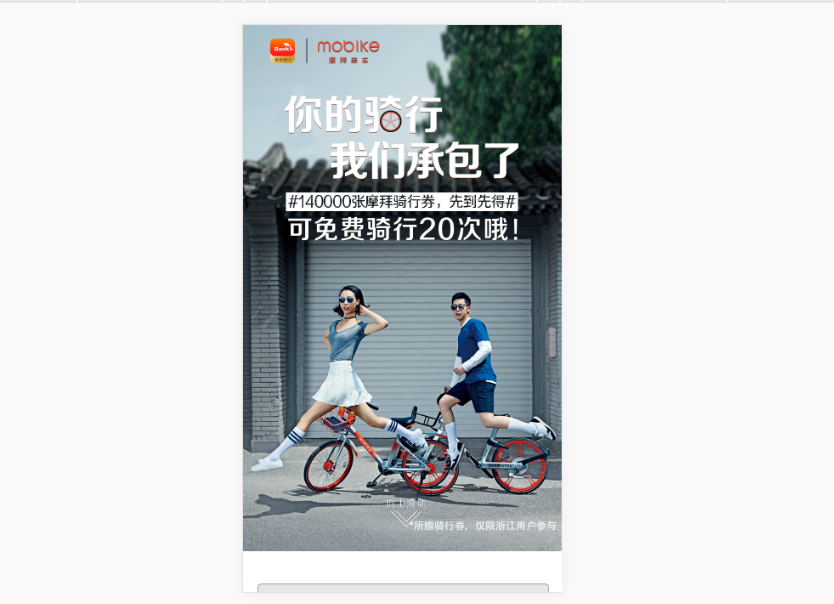 mobike
摩拜单车
你的骑行
我们承包了
#140000张摩拜骑行券，先到先得#
可免费骑行20次哦！
向上滑动
*所赠骑行券，仅限浙江用户参与